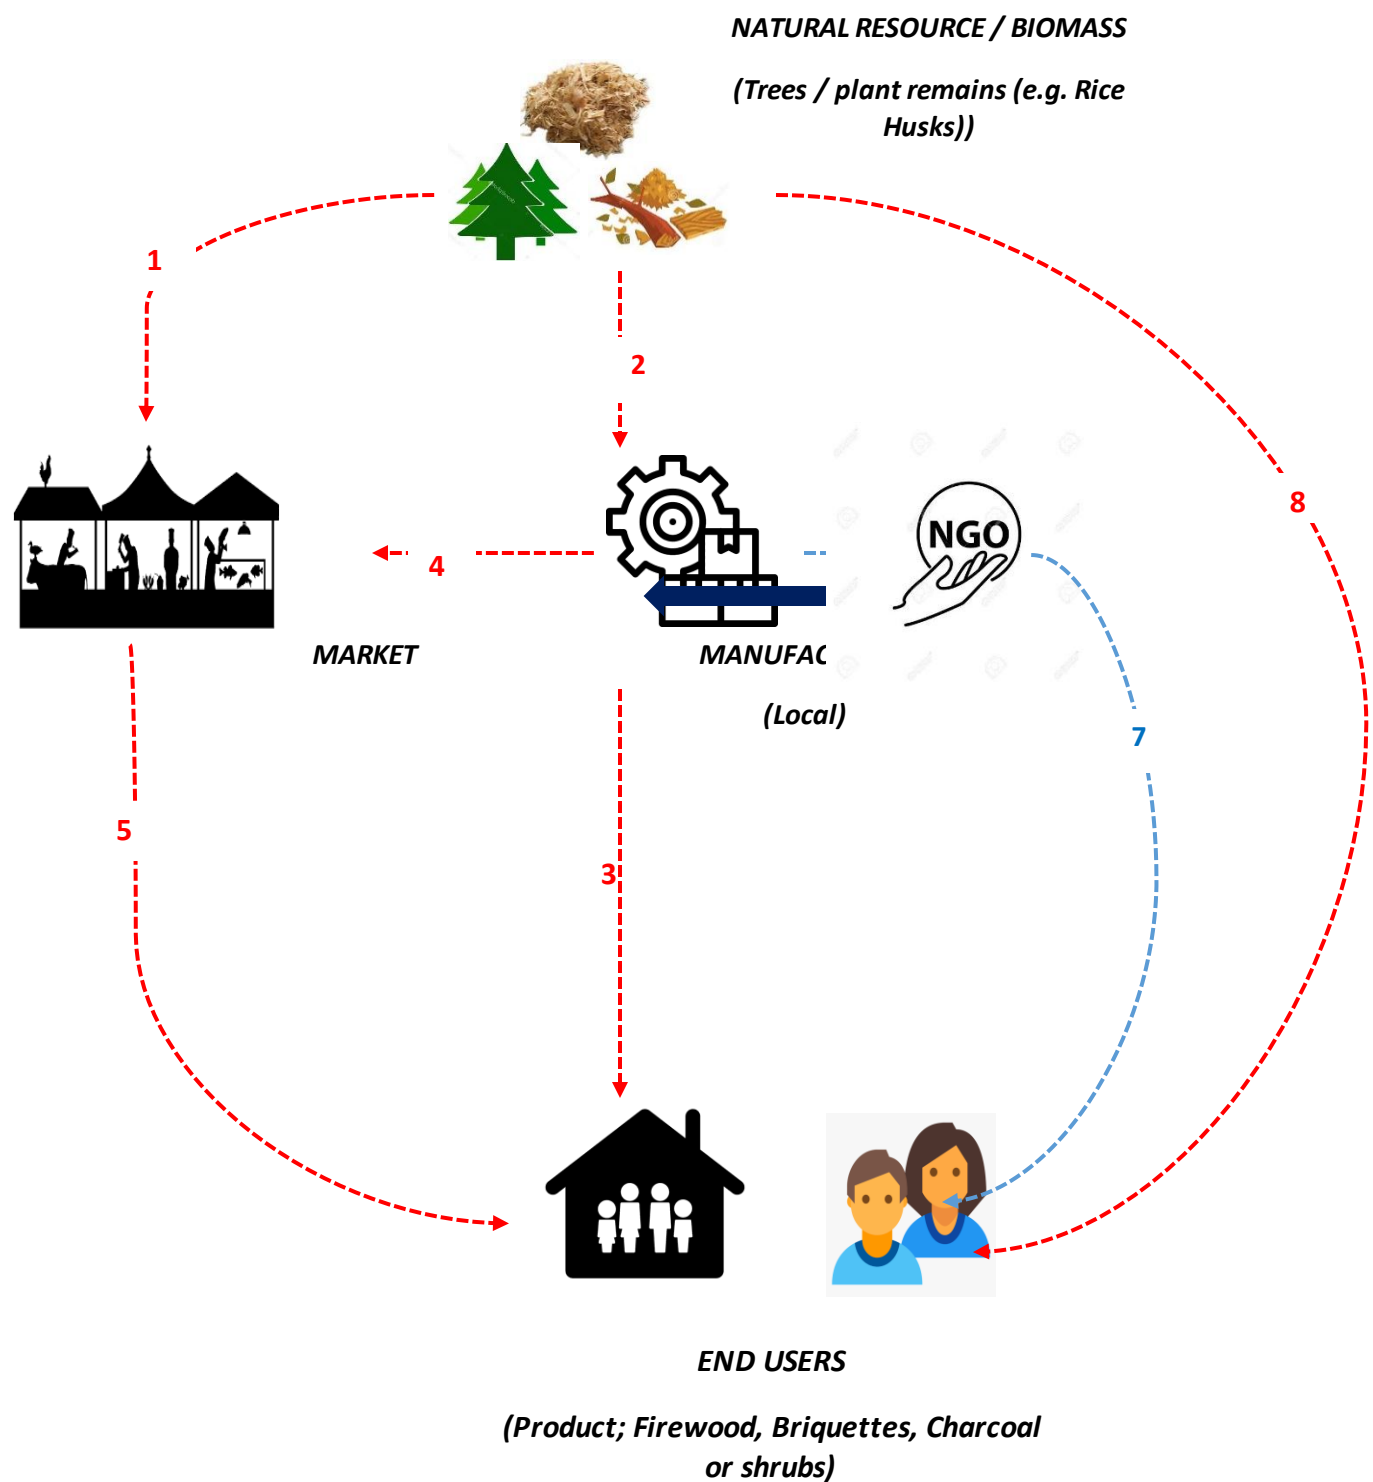 NATURAL RESOURCE / BIOMASS
(Trees / plant remains (e.g. Rice
Husks))
1
2
8
NGO
4
MARKET
MANUFAC
(Local)
7
5
3
END USERS
(Product; Firewood, Briquettes, Charcoal
or shrubs)